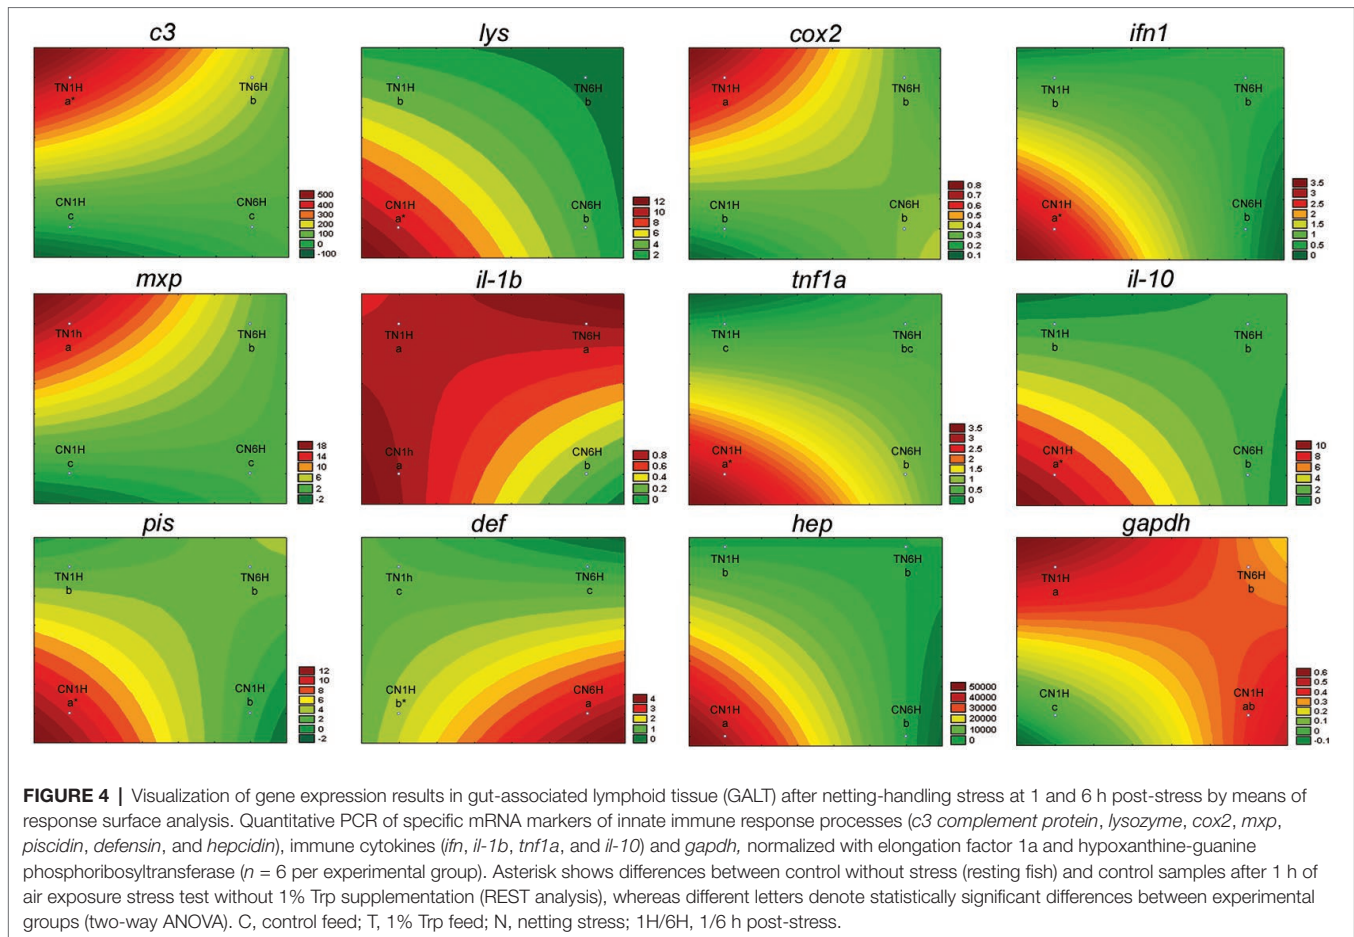 c3
lys
cox2
ifn1
TN1H
a*
TN6H
b
CN1H
c
CN6H
c
500
400
300
200
100
0
-100
TN1H
b
TN6H
b
CN1H
a*
CN6H
b
12
10
8
6
4
2
TN1H
a
TN6H
b
CN1H
b
CN6H
b
0.8
0.7
0.6
0.5
0.4
0.3
0.2
0.1
TN1H
b
TN6H
b
CN1H
a*
CN6H
b
3.5
3
2.5
2
1.5
1
0.5
0
mxp
il-1b
tnf1a
il-10
TN1h
a
TN6H
b
CN1H
c
CN6H
c
18
14
10
6
2
-2
TN1H
a
TN6H
a
CN1h
a
CN6H
b
0.8
0.6
0.4
0.2
0
TN1H
c
TN6H
bc
CN1H
a*
CN6H
b
3.5
3
2.5
2
1.5
1
0.5
0
TN1H
b
TN6H
b
CN1H
a*
CN6H
b
10
8
6
4
2
0
pis
def
hep
gapdh
TN1H
b
TN6H
b
CN1H
a*
CN1H
b
12
10
8
6
4
2
0
-2
TN1h
c
TN6H
c
CN1H
b*
CN6H
a
4
3
2
1
0
TN1H
b
TN6H
b
CN1H
a
CN6H
b
50000
40000
30000
20000
10000
0
TN1H
a
TN6H
b
CN1H
c
CN1H
ab
0.6
0.5
0.4
0.3
0.2
0.1
0
-0.1
FIGURE 4 | Visualization of gene expression results in gut-associated lymphoid tissue (GALT) after netting-handling stress at 1 and 6 h post-stress by means of
response surface analysis. Quantitative PCR of specific mRNA markers of innate immune response processes (c3 complement protein, lysozyme, cox2, mxp,
piscidin, defensin, and hepcidin), immune cytokines (ifn, il-1b, tnf1a, and il-10) and gapdh, normalized with elongation factor 1a and hypoxanthine-guanine
phosphoribosyltransferase (n = 6 per experimental group). Asterisk shows differences between control without stress (resting fish) and control samples after 1 h of
air exposure stress test without 1% Trp supplementation (REST analysis), whereas different letters denote statistically significant differences between experimental
groups (two-way ANOVA). C, control feed; T, 1% Trp feed; N, netting stress; 1H/6H, 1/6 h post-stress.